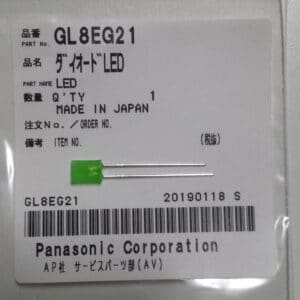 品番 GL8EG21
PART No.
品名 ダイオードLED
PART NAME LED
数量 Q'TY 1
MADE IN JAPAN
注文No./ORDER NO.
備考 ITEM NO. (税抜)
GL8EG21 20190118 S
Panasonic Corporation
AP社 サービスパーツ部(AV)